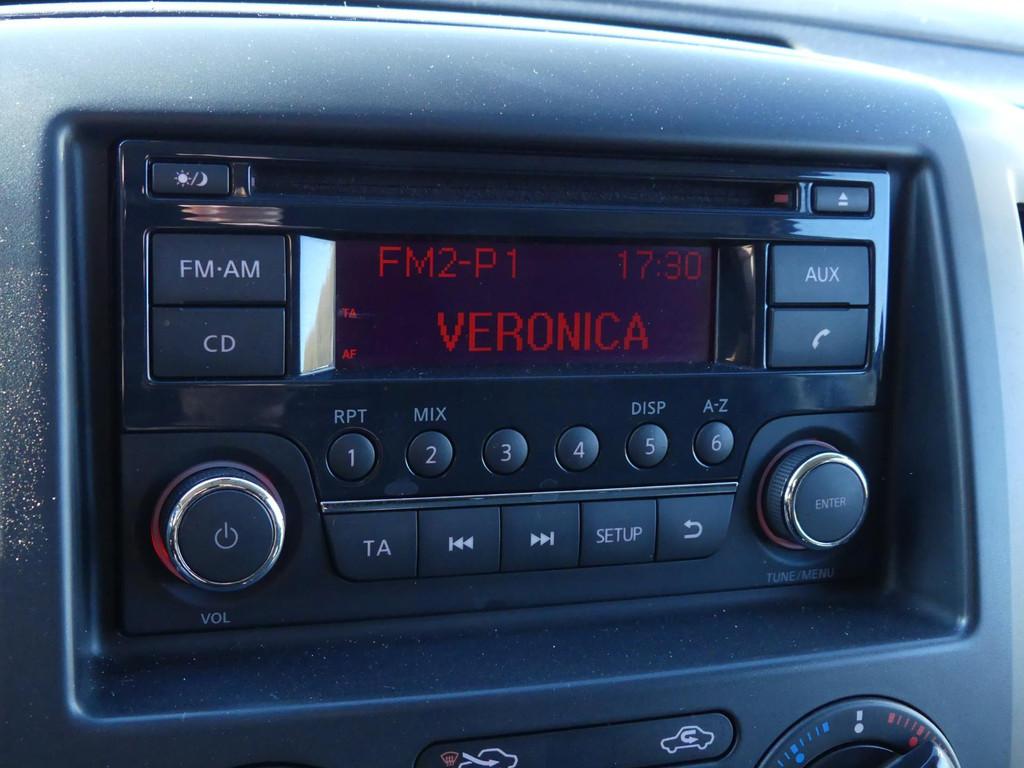 FM•AM
CD
FM2-P1 17:30
TA
VERONICA
AF
AUX
RPT MIX DISP A-Z
1 2 3 4 5 6
TA SETUP
ENTER
VOL
TUNE/MENU